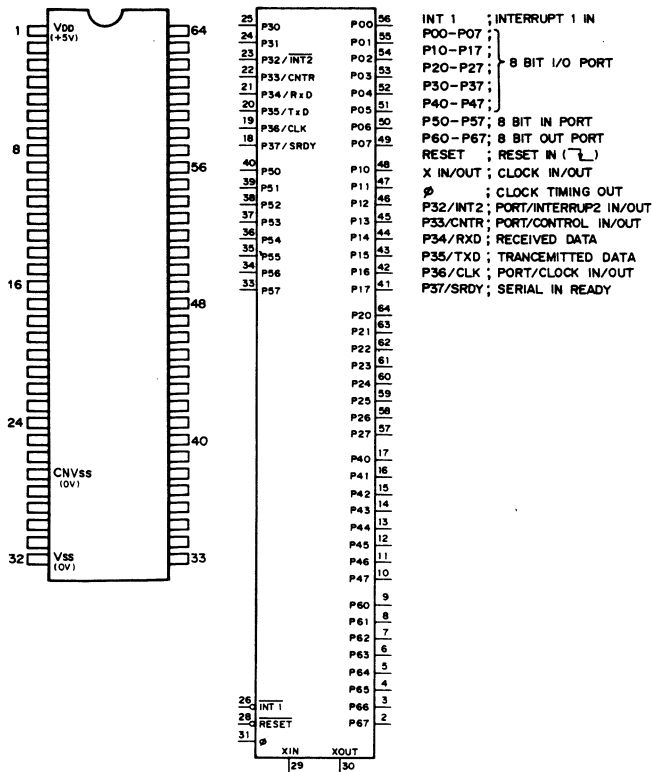 1 VDD 64
(+5V)
8
56
16
48
24
40
CNVss
(0V)
32 Vss 33
(0V)
25 P30
24 P31
23 P32/INT2
22 P33/CNTR
21 P34/RxD
20 P35/TxD
19 P36/CLK
18 P37/SRDY
40 P50
39 P51
38 P52
37 P53
36 P54
35 P55
34 P56
33 P57
26 INT 1
28 RESET
31 ø
XIN XOUT
29 30
P00 56
P01 55
P02 54
P03 53
P04 52
P05 51
P06 50
P07 49
P10 48
P11 47
P12 46
P13 45
P14 44
P15 43
P16 42
P17 41
P20 64
P21 63
P22 62
P23 61
P24 60
P25 59
P26 58
P27 57
P40 17
P41 16
P42 15
P43 14
P44 13
P45 12
P46 11
P47 10
P60 9
P61 8
P62 7
P63 6
P64 5
P65 4
P66 3
P67 2
INT 1 ; INTERRUPT 1 IN
P00-P07;
P10-P17;
P20-P27; 8 BIT I/O PORT
P30-P37;
P40-P47;
P50-P57; 8 BIT IN PORT
P60-P67; 8 BIT OUT PORT
RESET ; RESET IN ( )
X IN/OUT ; CLOCK IN/OUT
ø ; CLOCK TIMING OUT
P32/INT2 ; PORT/INTERRUP2 IN/OUT
P33/CNTR; PORT/CONTROL IN/OUT
P34/RXD ; RECEIVED DATA
P35/TXD ; TRANCEMITTED DATA
P36/CLK ; PORT/CLOCK IN/OUT
P37/SRDY; SERIAL IN READY